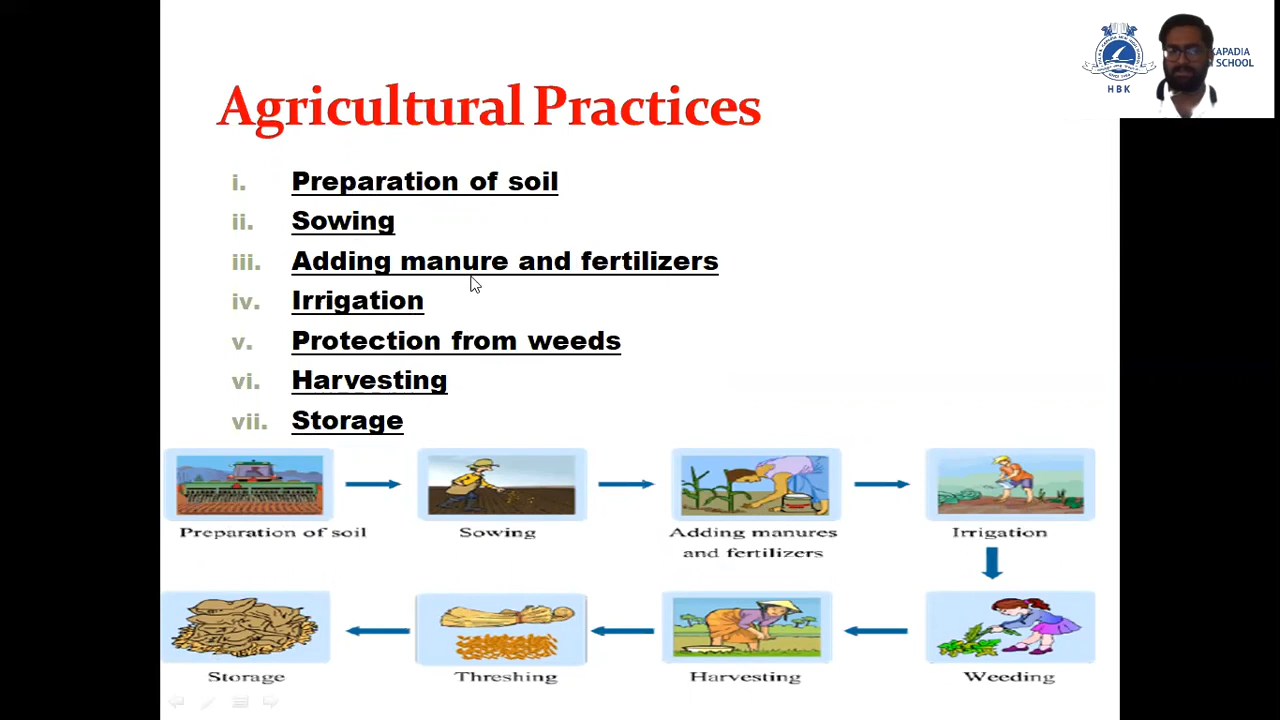 KAPADIA
SCHOOL
HBK
Agricultural Practices
i. Preparation of soil
ii. Sowing
iii. Adding manure and fertilizers
iv. Irrigation
v. Protection from weeds
vi. Harvesting
vii. Storage
Preparation of soil
Sowing
Adding manures
and fertilizers
Irrigation
Storage
Threshing
Harvesting
Weeding